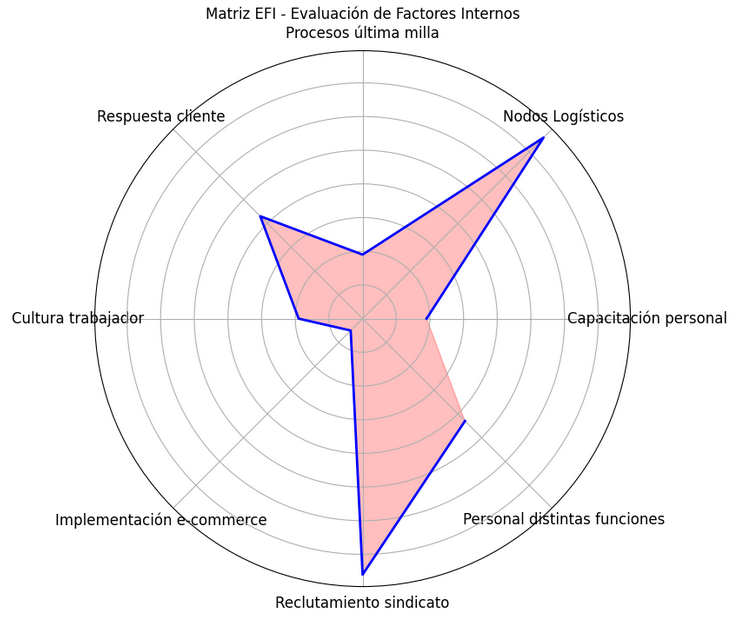 Matriz EFI - Evaluación de Factores Internos
Procesos última milla
Respuesta cliente
Nodos Logísticos
Cultura trabajador
Capacitación personal
Implementación e-commerce
Personal distintas funciones
Reclutamiento sindicato